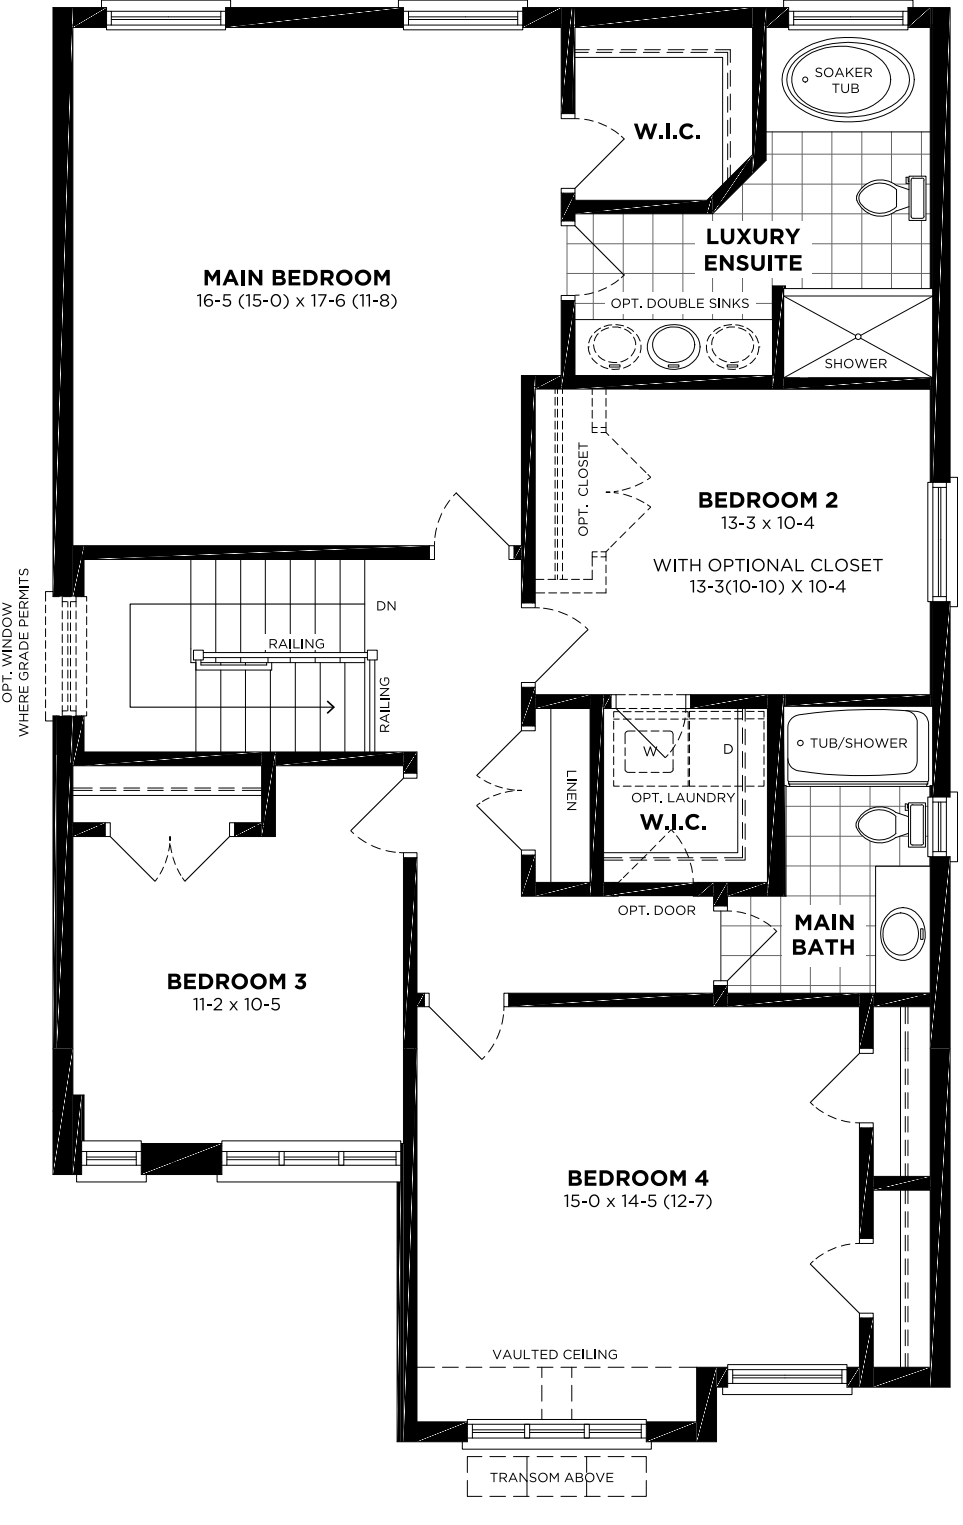 SOAKER
TUB
W.I.C.
LUXURY
ENSUITE
MAIN BEDROOM
16-5 (15-0) x 17-6 (11-8)
OPT. DOUBLE SINKS
SHOWER
OPT. CLOSET
BEDROOM 2
13-3 x 10-4
WITH OPTIONAL CLOSET
13-3(10-10) X 10-4
OPT. WINDOW
WHERE GRADE PERMITS
DN
RAILING
RAILING
LINEN
W
D
TUB/SHOWER
OPT. LAUNDRY
W.I.C.
OPT. DOOR
MAIN
BATH
BEDROOM 3
11-2 x 10-5
BEDROOM 4
15-0 x 14-5 (12-7)
VAULTED CEILING
TRANSOM ABOVE